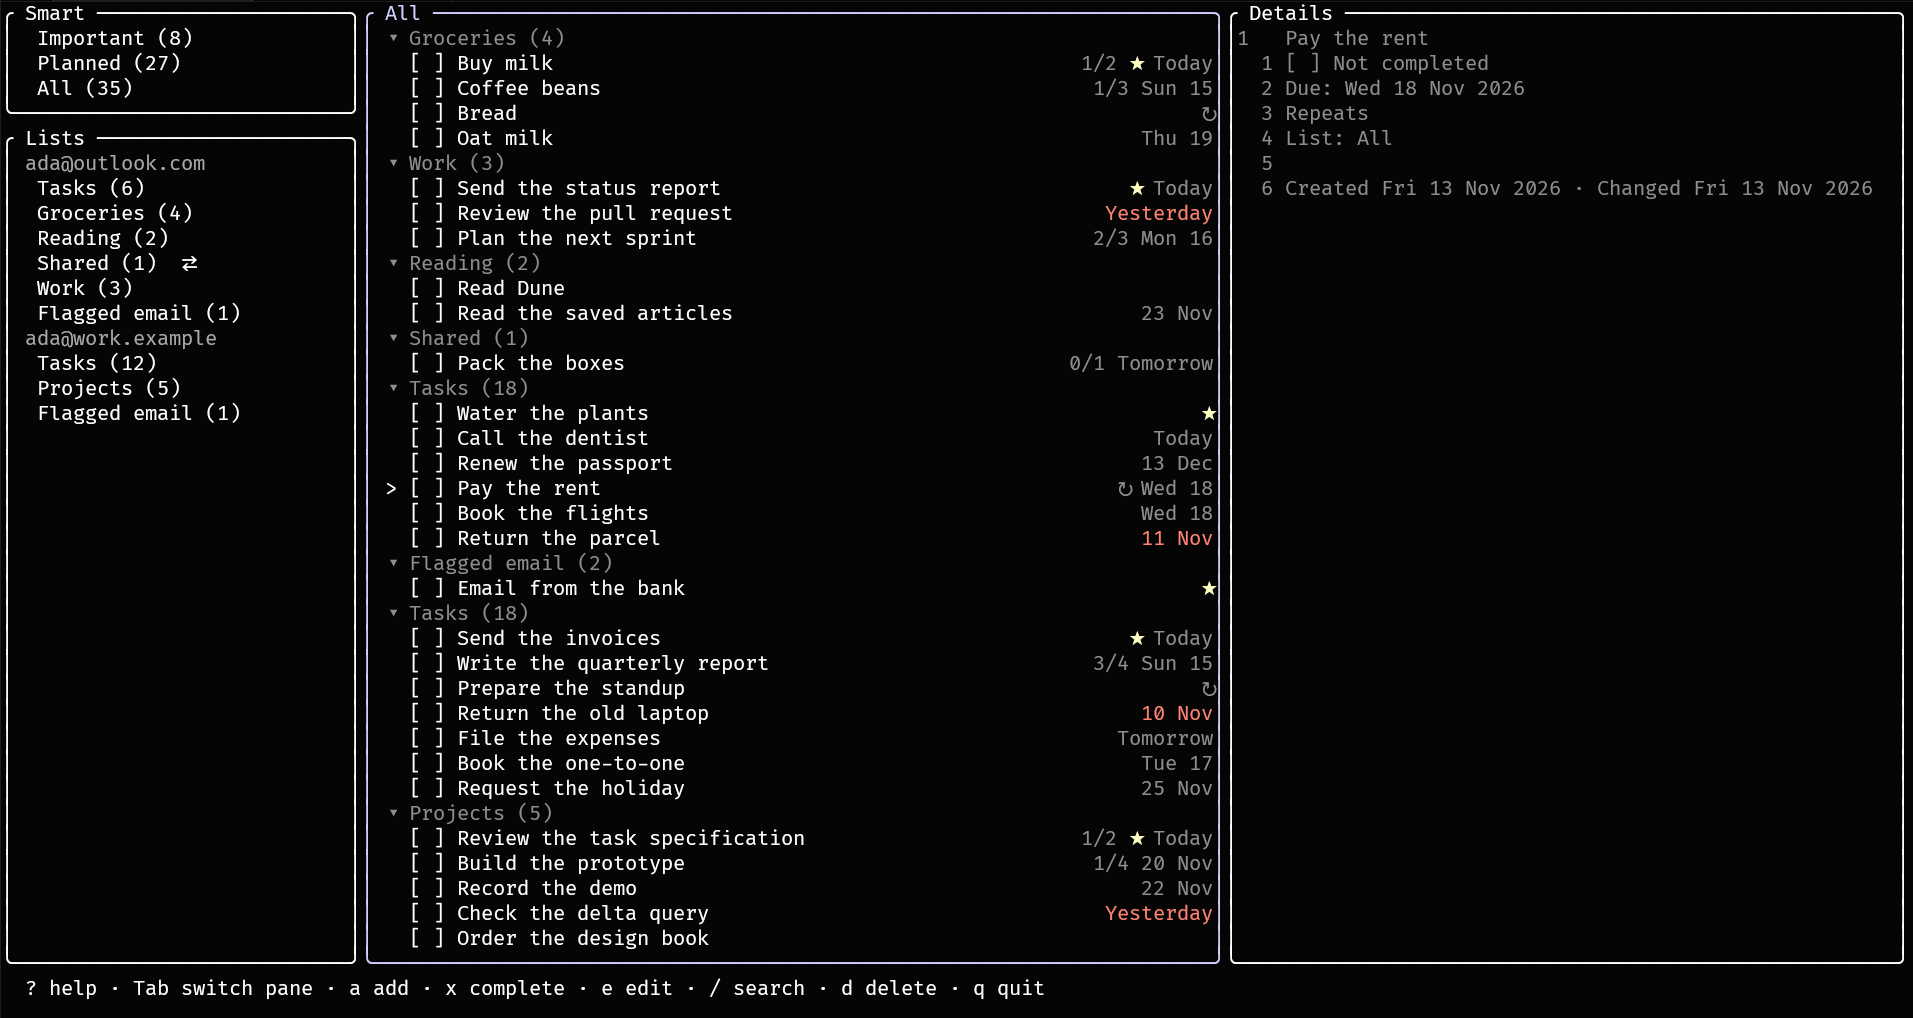 Smart
Important (8)
Planned (27)
All (35)
Lists
ada@outlook.com
Tasks (6)
Groceries (4)
Reading (2)
Shared (1) ⇄
Work (3)
Flagged email (1)
ada@work.example
Tasks (12)
Projects (5)
Flagged email (1)
All
▾ Groceries (4)
[ ] Buy milk 1/2 ★ Today
[ ] Coffee beans 1/3 Sun 15
[ ] Bread ↻
[ ] Oat milk Thu 19
▾ Work (3)
[ ] Send the status report ★ Today
[ ] Review the pull request Yesterday
[ ] Plan the next sprint 2/3 Mon 16
▾ Reading (2)
[ ] Read Dune
[ ] Read the saved articles 23 Nov
▾ Shared (1)
[ ] Pack the boxes 0/1 Tomorrow
▾ Tasks (18)
[ ] Water the plants ★
[ ] Call the dentist Today
[ ] Renew the passport 13 Dec
> [ ] Pay the rent ↻ Wed 18
[ ] Book the flights Wed 18
[ ] Return the parcel 11 Nov
▾ Flagged email (2)
[ ] Email from the bank ★
▾ Tasks (18)
[ ] Send the invoices ★ Today
[ ] Write the quarterly report 3/4 Sun 15
[ ] Prepare the standup ↻
[ ] Return the old laptop 10 Nov
[ ] File the expenses Tomorrow
[ ] Book the one-to-one Tue 17
[ ] Request the holiday 25 Nov
▾ Projects (5)
[ ] Review the task specification 1/2 ★ Today
[ ] Build the prototype 1/4 20 Nov
[ ] Record the demo 22 Nov
[ ] Check the delta query Yesterday
[ ] Order the design book
Details
1 Pay the rent
1 [ ] Not completed
2 Due: Wed 18 Nov 2026
3 Repeats
4 List: All
5
6 Created Fri 13 Nov 2026 · Changed Fri 13 Nov 2026
? help · Tab switch pane · a add · x complete · e edit · / search · d delete · q quit